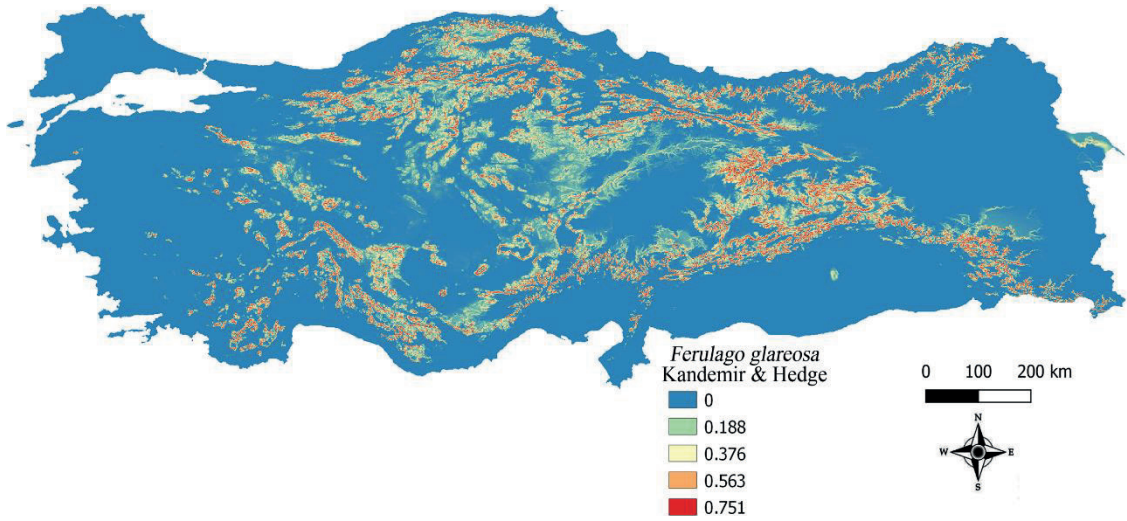 Ferulago glareosa
Kandemir & Hedge
0
0.188
0.376
0.563
0.751
0 100 200 km
N
W E
S